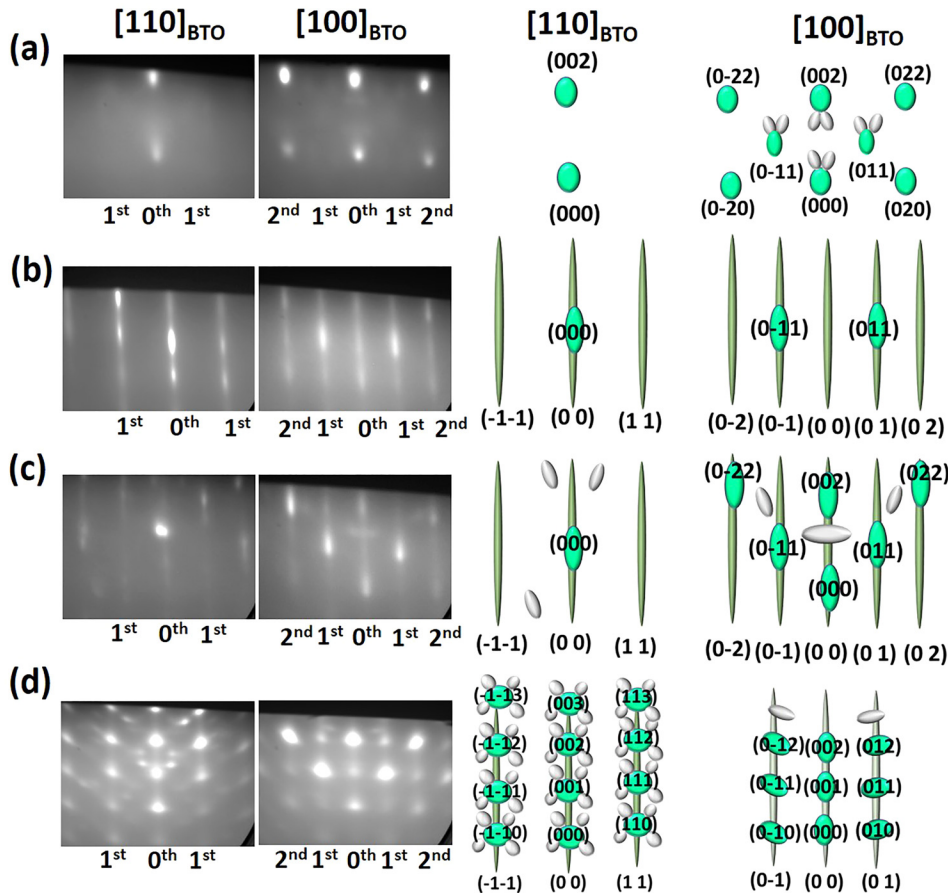 [110]BTO [100]BTO [110]BTO [100]BTO
(a)
(002) (0-22) (002) (022)
(0-11) (011)
(000) (0-20) (000) (020)
1st 0th 1st 2nd 1st 0th 1st 2nd
(b)
(000) (0-11) (011)
1st 0th 1st 2nd 1st 0th 1st 2nd (-1-1) (0 0) (1 1) (0-2) (0-1) (0 0) (0 1) (0 2)
(c)
(0-22) (002) (022)
(000) (0-11) (011)
(000)
1st 0th 1st 2nd 1st 0th 1st 2nd (-1-1) (0 0) (1 1) (0-2) (0-1) (0 0) (0 1) (0 2)
(d)
(-1-13) (003) (113)
(-1-12) (002) (112) (0-12) (002) (012)
(-1-11) (001) (111) (0-11) (001) (011)
(-1-10) (000) (110) (0-10) (000) (010)
1st 0th 1st 2nd 1st 0th 1st 2nd (-1-1) (0 0) (1 1) (0-1) (0 0) (0 1)